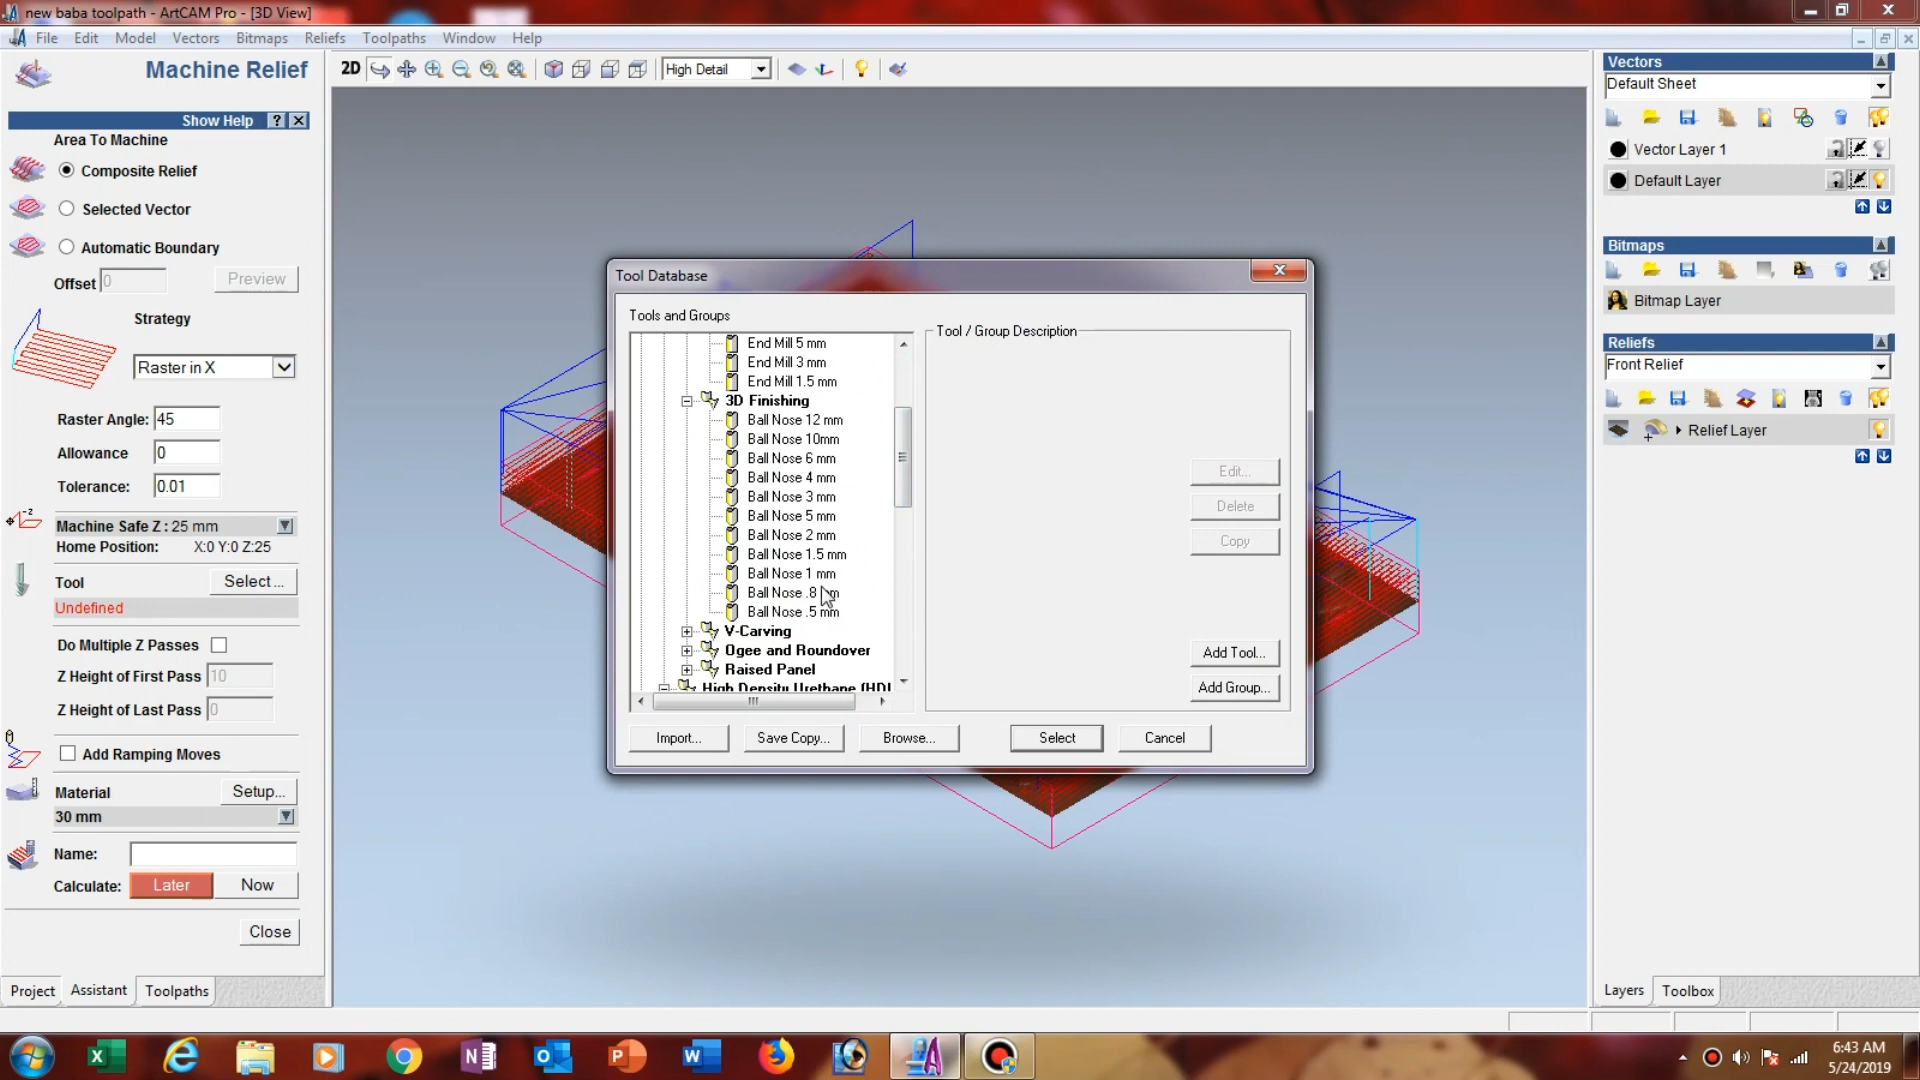 new baba toolpath - ArtCAM Pro - [3D View]
File Edit Model Vectors Bitmaps Reliefs Toolpaths Window Help
Machine Relief
2D
High Detail
Show Help ? X
Area To Machine
Composite Relief
Selected Vector
Automatic Boundary
Offset 0 Preview
Strategy
Raster in X
Raster Angle: 45
Allowance 0
Tolerance: 0.01
Machine Safe Z : 25 mm
Home Position: X:0 Y:0 Z:25
Tool Select ...
Undefined
Do Multiple Z Passes
Z Height of First Pass 10
Z Height of Last Pass 0
Add Ramping Moves
Material Setup...
30 mm
Name:
Calculate: Later Now
Close
Project Assistant Toolpaths
Tool Database
Tools and Groups
End Mill 5 mm
End Mill 3 mm
End Mill 1.5 mm
3D Finishing
Ball Nose 12 mm
Ball Nose 10mm
Ball Nose 6 mm
Ball Nose 4 mm
Ball Nose 3 mm
Ball Nose 5 mm
Ball Nose 2 mm
Ball Nose 1.5 mm
Ball Nose 1 mm
Ball Nose .8 mm
Ball Nose .5 mm
V-Carving
Ogee and Roundover
Raised Panel
High Density Urethane (HDU
Tool / Group Description
Edit...
Delete
Copy
Add Tool...
Add Group...
Import... Save Copy... Browse... Select Cancel
Vectors
Default Sheet
Vector Layer 1
Default Layer
Bitmaps
Bitmap Layer
Reliefs
Front Relief
Relief Layer
Layers Toolbox
6:43 AM
5/24/2019